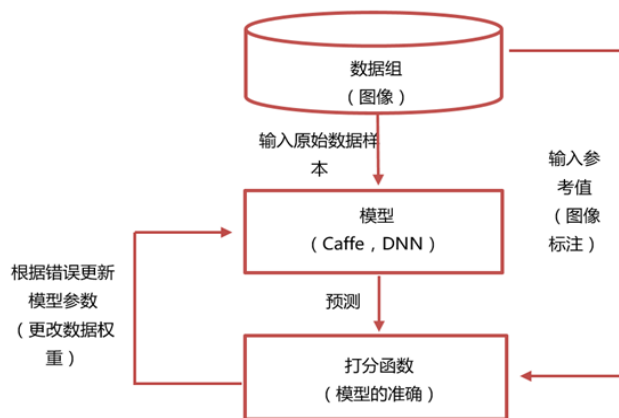 数据组
（图像）
输入原始数据样
本
输入参
考值
（图像
标注）
模型
（Caffe，DNN）
根据错误更新
模型参数
（更改数据权
重）
预测
打分函数
（模型的准确）